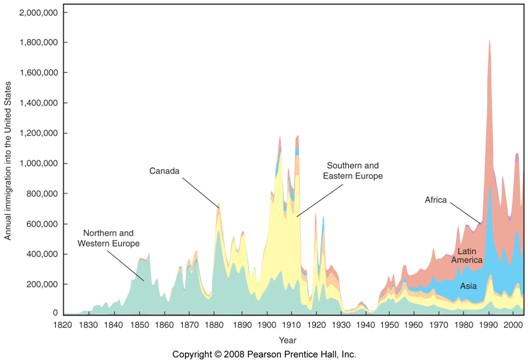 Annual immigration into the United States
2,000,000
1,800,000
1,600,000
1,400,000
1,200,000
1,000,000
800,000
600,000
400,000
200,000
0
Canada
Southern and
Eastern Europe
Northern and
Western Europe
Africa
Latin
America
Asia
1820 1830 1840 1850 1860 1870 1880 1890 1900 1910 1920 1930 1940 1950 1960 1970 1980 1990 2000
Year
Copyright © 2008 Pearson Prentice Hall, Inc.